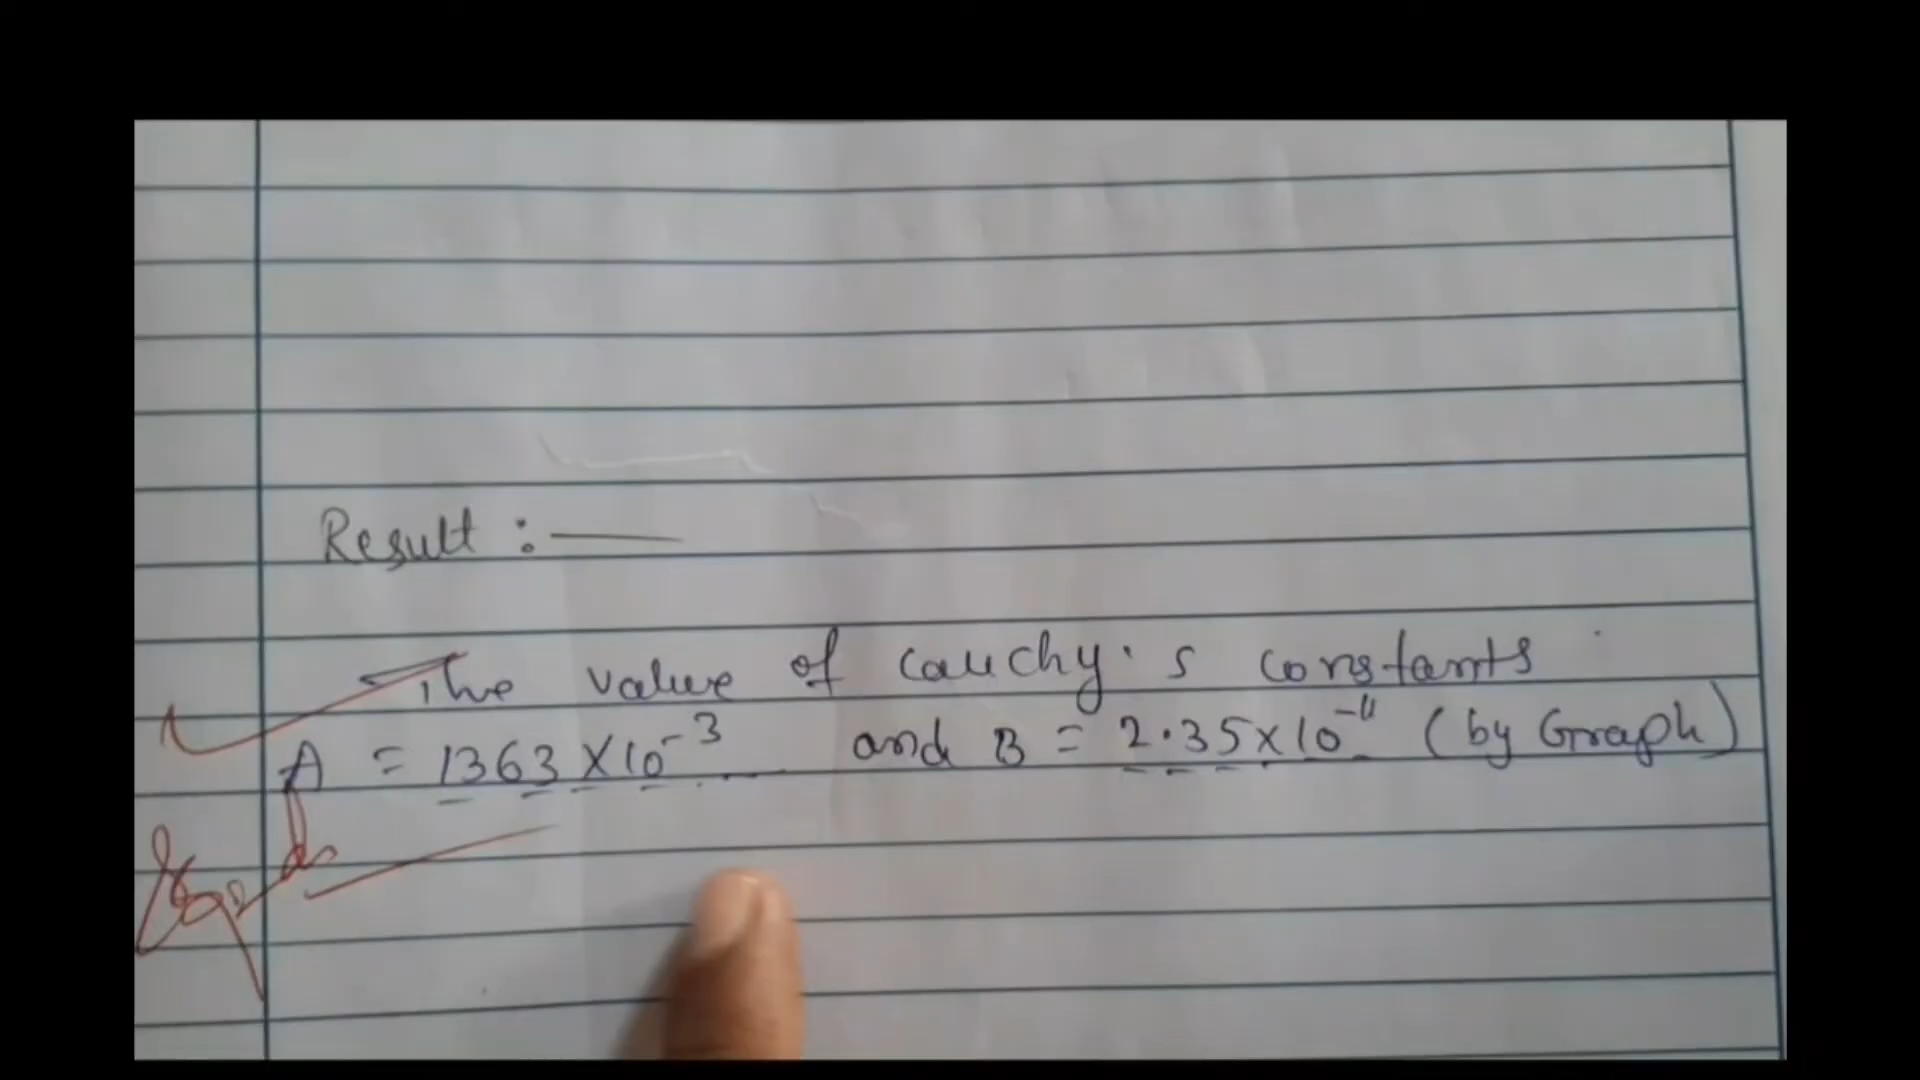 Result :—
The value of cauchy's constants
A = 1363 X 10⁻³ and B = 2.35 x 10⁻¹¹ (by Graph)